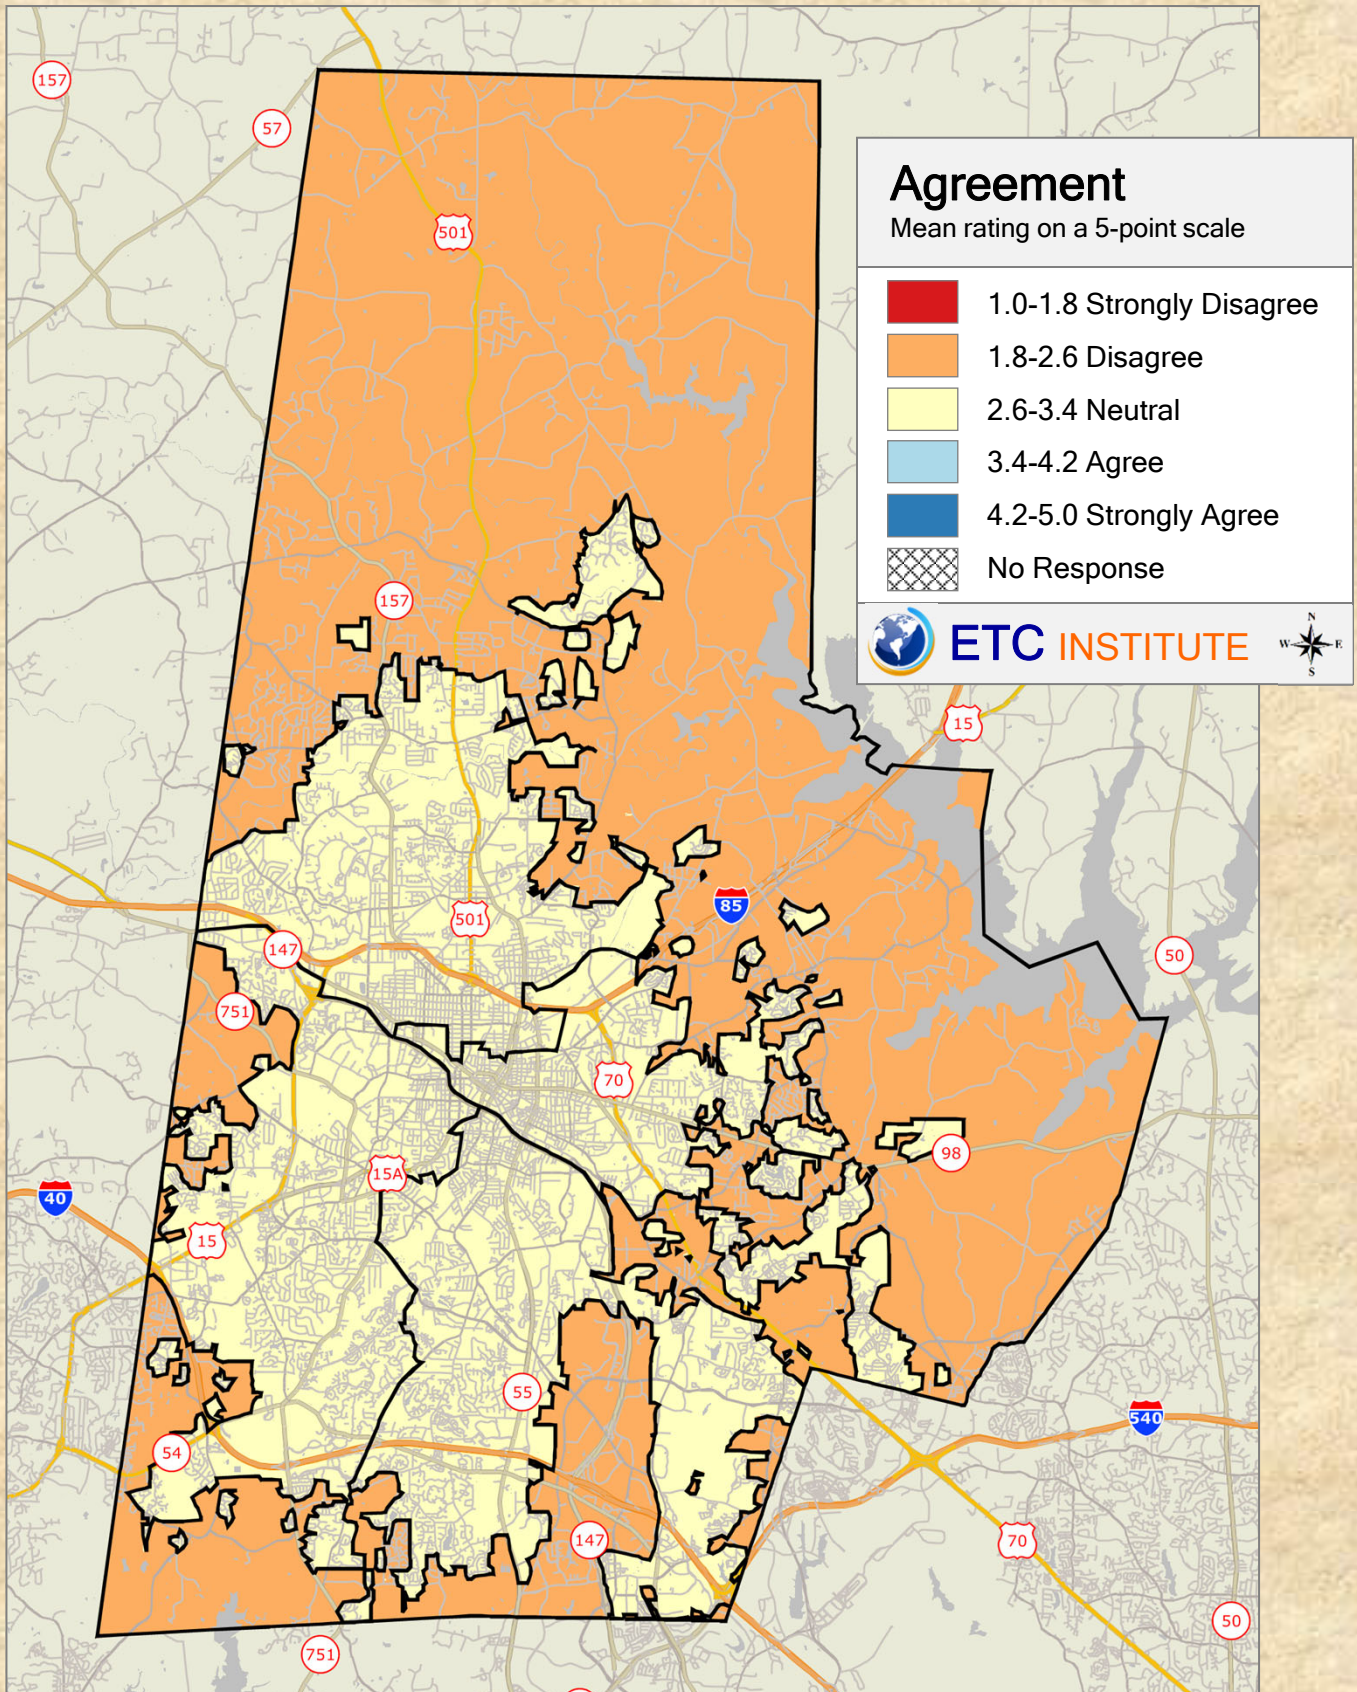 157
57
501
Agreement
Mean rating on a 5-point scale
1.0-1.8 Strongly Disagree
1.8-2.6 Disagree
2.6-3.4 Neutral
3.4-4.2 Agree
4.2-5.0 Strongly Agree
No Response
ETC INSTITUTE
N
W
E
S
157
15
85
501
147
50
751
70
98
15A
40
15
55
540
54
147
70
50
751